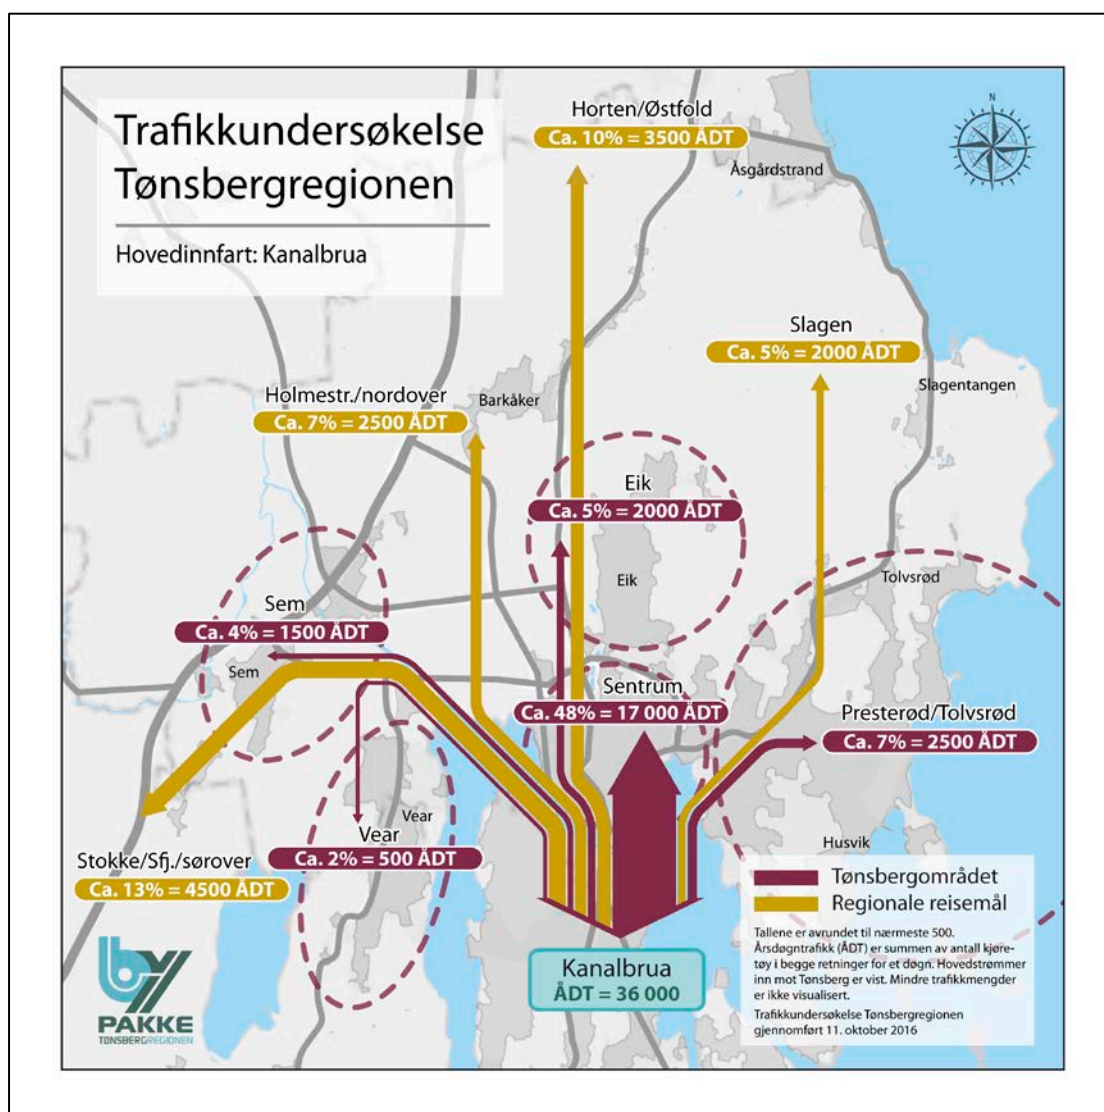 Trafikkundersøkelse
Tønsbergregionen
Hovedinnfart: Kanalbrua
Horten/Østfold
Ca. 10% = 3500 ÅDT
N
Åsgårdstrand
Slagen
Ca. 5% = 2000 ÅDT
Slagentangen
Holmestr./nordover
Ca. 7% = 2500 ÅDT
Barkåker
Eik
Ca. 5% = 2000 ÅDT
Eik
Tolvsrød
Sem
Ca. 4% = 1500 ÅDT
Sem
Sentrum
Ca. 48% = 17 000 ÅDT
Presterød/Tolvsrød
Ca. 7% = 2500 ÅDT
Vear
Vear
Ca. 2% = 500 ÅDT
Husvik
Stokke/Sfj./sørover
Ca. 13% = 4500 ÅDT
Tønsbergområdet
Regionale reisemål
Tallene er avrundet til nærmeste 500.
Årsdøgntrafikk (ÅDT) er summen av antall kjøre-
tøy i begge retninger for et døgn. Hovedstrømmer
inn mot Tønsberg er vist. Mindre trafikkmengder
er ikke visualisert.
Trafikkundersøkelse Tønsbergregionen
gjennomført 11. oktober 2016
Kanalbrua
ÅDT = 36 000
by
PAKKE
TØNSBERGREGIONEN